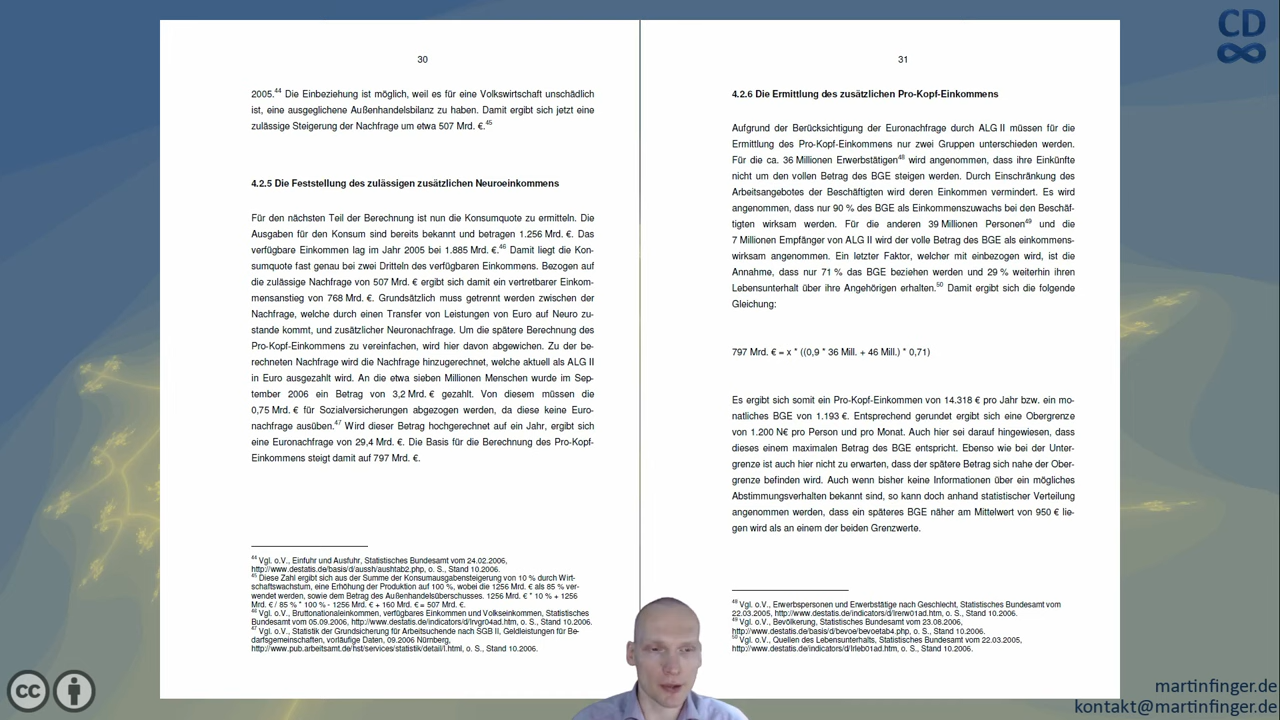 30
2005.44 Die Einbeziehung ist möglich, weil es für eine Volkswirtschaft unschädlich
ist, eine ausgeglichene Außenhandelsbilanz zu haben. Damit ergibt sich jetzt eine
zulässige Steigerung der Nachfrage um etwa 507 Mrd. €.45
4.2.5 Die Feststellung des zulässigen zusätzlichen Neuroeinkommens
Für den nächsten Teil der Berechnung ist nun die Konsumquote zu ermitteln. Die
Ausgaben für den Konsum sind bereits bekannt und betragen 1.256 Mrd. €. Das
verfügbare Einkommen lag im Jahr 2005 bei 1.885 Mrd. €.46 Damit liegt die Kon-
sumquote fast genau bei zwei Dritteln des verfügbaren Einkommens. Bezogen auf
die zulässige Nachfrage von 507 Mrd. € ergibt sich damit ein vertretbarer Einkom-
mensanstieg von 768 Mrd. €. Grundsätzlich muss getrennt werden zwischen der
Nachfrage, welche durch einen Transfer von Leistungen von Euro auf Neuro zu-
stande kommt, und zusätzlicher Neuronachfrage. Um die spätere Berechnung des
Pro-Kopf-Einkommens zu vereinfachen, wird hier davon abgewichen. Zu der be-
rechneten Nachfrage wird die Nachfrage hinzugerechnet, welche aktuell als ALG II
in Euro ausgezahlt wird. An die etwa sieben Millionen Menschen wurde im Sep-
tember 2006 ein Betrag von 3,2 Mrd. € gezahlt. Von diesem müssen die
0,75 Mrd. € für Sozialversicherungen abgezogen werden, da diese keine Euro-
nachfrage ausüben.47 Wird dieser Betrag hochgerechnet auf ein Jahr, ergibt sich
eine Euronachfrage von 29,4 Mrd. €. Die Basis für die Berechnung des Pro-Kopf-
Einkommens steigt damit auf 797 Mrd. €.
44 Vgl. o.V., Einfuhr und Ausfuhr, Statistisches Bundesamt vom 24.02.2006,
http://www.destatis.de/basis/d/aussh/aushtab2.php, o. S., Stand 10.2006.
45 Diese Zahl ergibt sich aus der Summe der Konsumausgabensteigerung von 10 % durch Wirt-
schaftswachstum, eine Erhöhung der Produktion auf 100 %, wobei die 1256 Mrd. € als 85 % ver-
wendet werden, sowie dem Betrag des Außenhandelsüberschusses. 1256 Mrd. € * 10 % + 1256
Mrd. € / 85 % * 100 % - 1256 Mrd. € + 160 Mrd. € = 507 Mrd. €.
46 Vgl. o.V., Bruttonationaleinkommen, verfügbares Einkommen und Volkseinkommen, Statistisches
Bundesamt vom 05.09.2006, http://www.destatis.de/indicators/d/lrvgr04ad.htm, o. S., Stand 10.2006.
47 Vgl. o.V., Statistik der Grundsicherung für Arbeitsuchende nach SGB II, Geldleistungen für Be-
darfsgemeinschaften, vorläufige Daten, 09.2006 Nürnberg,
http://www.pub.arbeitsamt.de/hst/services/statistik/detail/l.html, o. S., Stand 10.2006.
31
4.2.6 Die Ermittlung des zusätzlichen Pro-Kopf-Einkommens
Aufgrund der Berücksichtigung der Euronachfrage durch ALG II müssen für die
Ermittlung des Pro-Kopf-Einkommens nur zwei Gruppen unterschieden werden.
Für die ca. 36 Millionen Erwerbstätigen48 wird angenommen, dass ihre Einkünfte
nicht um den vollen Betrag des BGE steigen werden. Durch Einschränkung des
Arbeitsangebotes der Beschäftigten wird deren Einkommen vermindert. Es wird
angenommen, dass nur 90 % des BGE als Einkommenszuwachs bei den Beschäf-
tigten wirksam werden. Für die anderen 39 Millionen Personen49 und die
7 Millionen Empfänger von ALG II wird der volle Betrag des BGE als einkommens-
wirksam angenommen. Ein letzter Faktor, welcher mit einbezogen wird, ist die
Annahme, dass nur 71 % das BGE beziehen werden und 29 % weiterhin ihren
Lebensunterhalt über ihre Angehörigen erhalten.50 Damit ergibt sich die folgende
Gleichung:
797 Mrd. € = x * ((0,9 * 36 Mill. + 46 Mill.) * 0,71)
Es ergibt sich somit ein Pro-Kopf-Einkommen von 14.318 € pro Jahr bzw. ein mo-
natliches BGE von 1.193 €. Entsprechend gerundet ergibt sich eine Obergrenze
von 1.200 N€ pro Person und pro Monat. Auch hier sei darauf hingewiesen, dass
dieses einem maximalen Betrag des BGE entspricht. Ebenso wie bei der Unter-
grenze ist auch hier nicht zu erwarten, dass der spätere Betrag sich nahe der Ober-
grenze befinden wird. Auch wenn bisher keine Informationen über ein mögliches
Abstimmungsverhalten bekannt sind, so kann doch anhand statistischer Verteilung
angenommen werden, dass ein späteres BGE näher am Mittelwert von 950 € lie-
gen wird als an einem der beiden Grenzwerte.
48 Vgl. o.V., Erwerbspersonen und Erwerbstätige nach Geschlecht, Statistisches Bundesamt vom
22.03.2005, http://www.destatis.de/indicators/d/lrerw01ad.htm, o. S., Stand 10.2006.
49 Vgl. o.V., Bevölkerung, Statistisches Bundesamt vom 23.08.2006,
http://www.destatis.de/basis/d/bevoe/bevoetab4.php, o. S., Stand 10.2006.
50 Vgl. o.V., Quellen des Lebensunterhalts, Statistisches Bundesamt vom 22.03.2005,
http://www.destatis.de/indicators/d/lrleb01ad.htm, o. S., Stand 10.2006.
CD
cc
martinfinger.de
kontakt@martinfinger.de